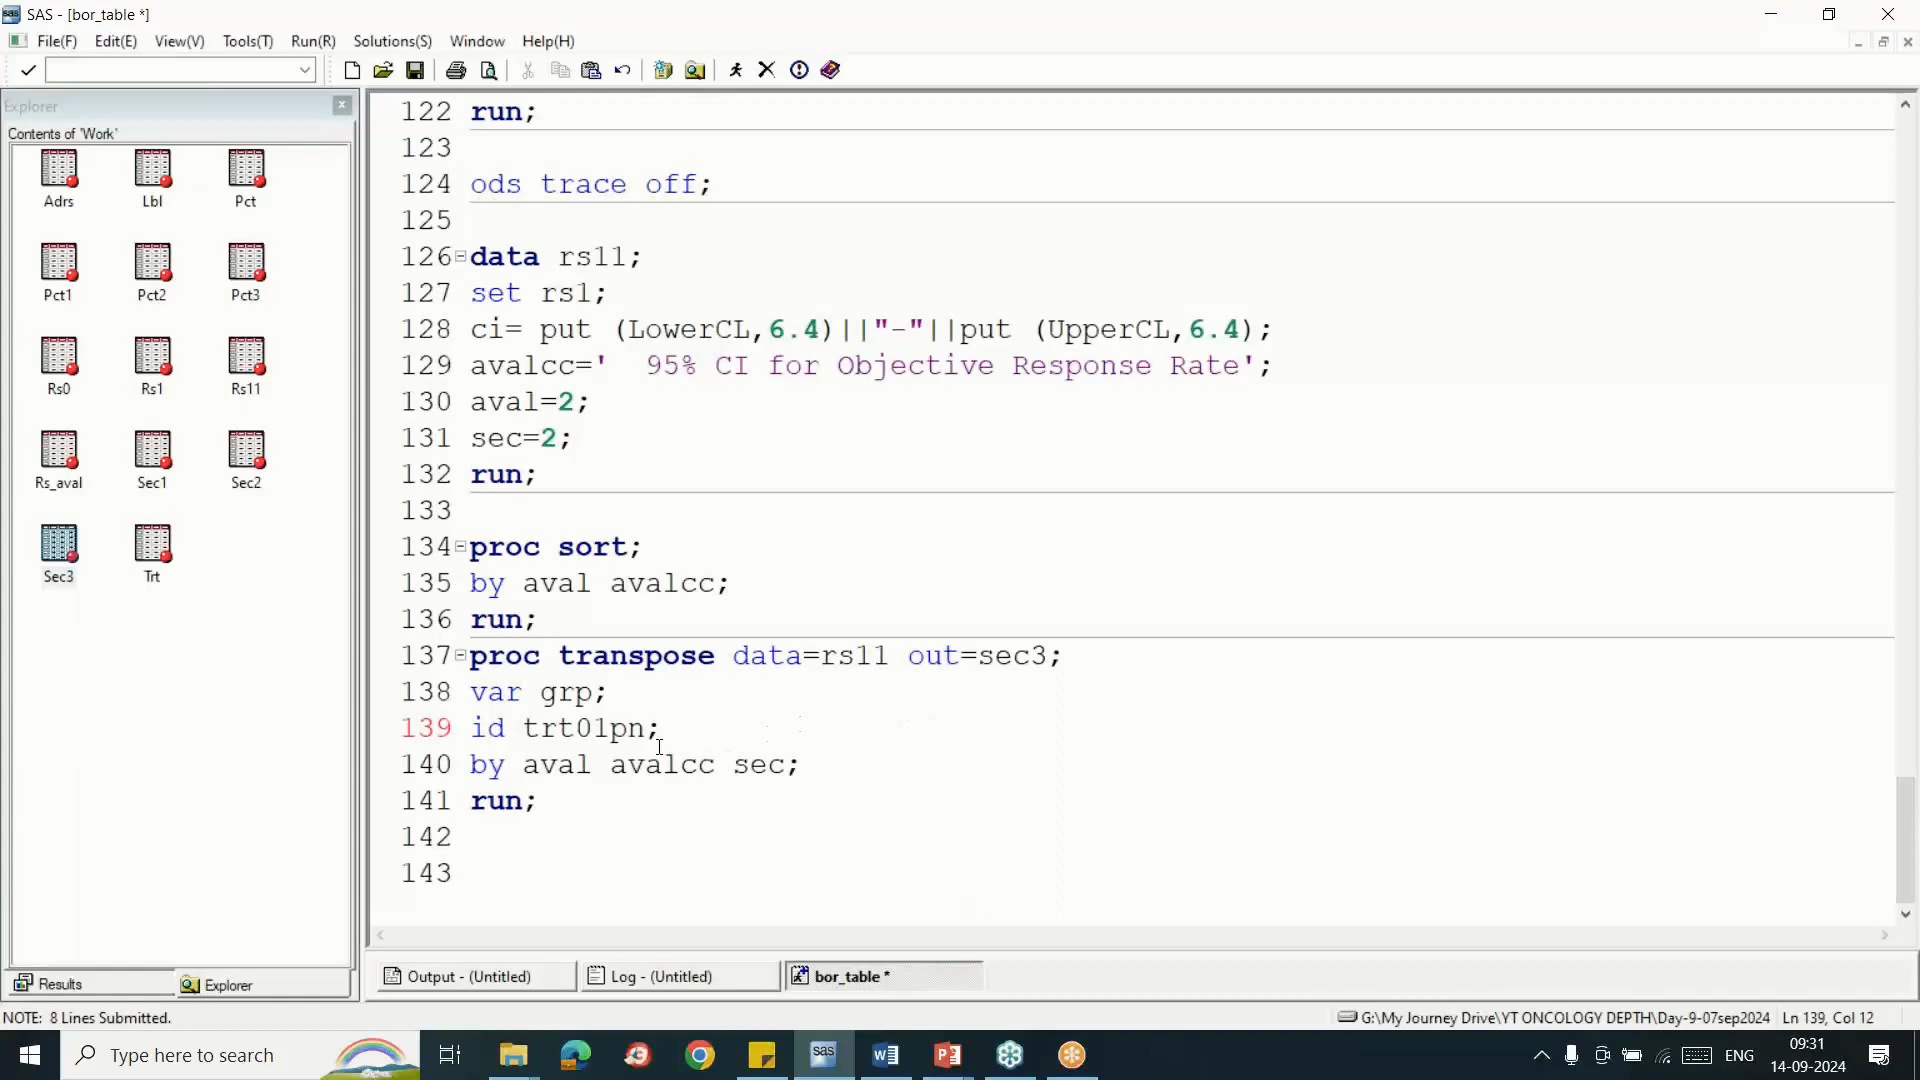 SAS - [bor_table *]
File(F) Edit(E) View(V) Tools(T) Run(R) Solutions(S) Window Help(H)
Explorer
Contents of 'Work'
Adrs Lbl Pct
Pct1 Pct2 Pct3
Rs0 Rs1 Rs11
Rs_aval Sec1 Sec2
Sec3 Trt
Results Explorer
122 run;
123
124 ods trace off;
125
126 data rs11;
127 set rs1;
128 ci= put (LowerCL,6.4)||"-"||put (UpperCL,6.4);
129 avalcc='  95% CI for Objective Response Rate';
130 aval=2;
131 sec=2;
132 run;
133
134 proc sort;
135 by aval avalcc;
136 run;
137 proc transpose data=rs11 out=sec3;
138 var grp;
139 id trt01pn;
140 by aval avalcc sec;
141 run;
142
143
Output - (Untitled) Log - (Untitled) bor_table *
NOTE: 8 Lines Submitted. G:\My Journey Drive\YT ONCOLOGY DEPTH\Day-9-07sep2024 Ln 139, Col 12
Type here to search ENG 09:31
14-09-2024